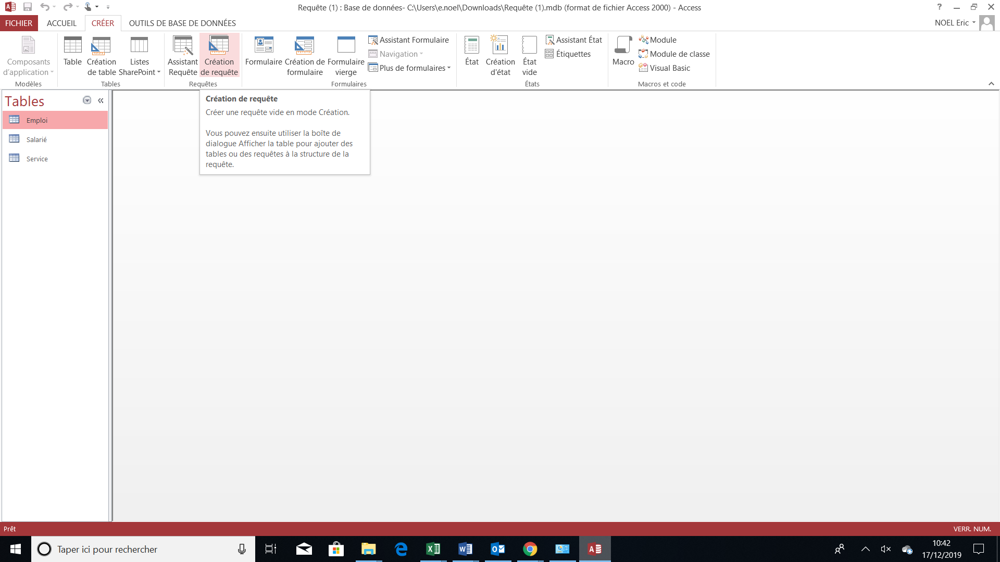 Requête (1) : Base de données- C:\Users\e.noel\Downloads\Requête (1).mdb (format de fichier Access 2000) - Access
?
FICHIER ACCUEIL CRÉER OUTILS DE BASE DE DONNÉES
NOEL Eric
Composants
d'application
Modèles
Table
Création
de table
Listes
SharePoint
Tables
Assistant
Requête
Création
de requête
Requêtes
Formulaire
Création de
formulaire
Formulaire
vierge
Assistant Formulaire
Navigation
Plus de formulaires
Formulaires
État
Création
d'état
État
vide
Assistant État
Étiquettes
États
Macro
Module
Module de classe
Visual Basic
Macros et code
Tables
Emploi
Salarié
Service
Création de requête
Créer une requête vide en mode Création.
Vous pouvez ensuite utiliser la boîte de
dialogue Afficher la table pour ajouter des
tables ou des requêtes à la structure de la
requête.
Prêt
VERR. NUM.
Taper ici pour rechercher
10:42
17/12/2019